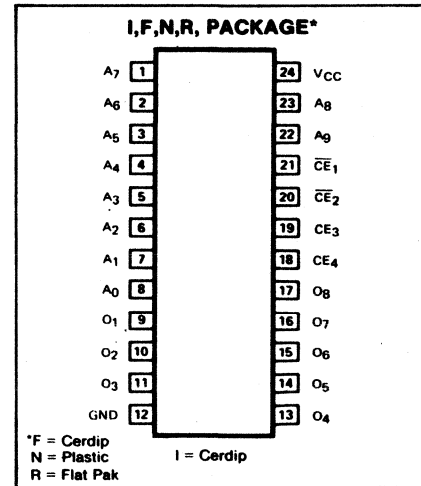 I,F,N,R, PACKAGE*
A7 1 24 VCC
A6 2 23 A8
A5 3 22 A9
A4 4 21 C̅E̅1
A3 5 20 C̅E̅2
A2 6 19 CE3
A1 7 18 CE4
A0 8 17 O8
O1 9 16 O7
O2 10 15 O6
O3 11 14 O5
GND 12 13 O4
*F = Cerdip I = Cerdip
N = Plastic
R = Flat Pak